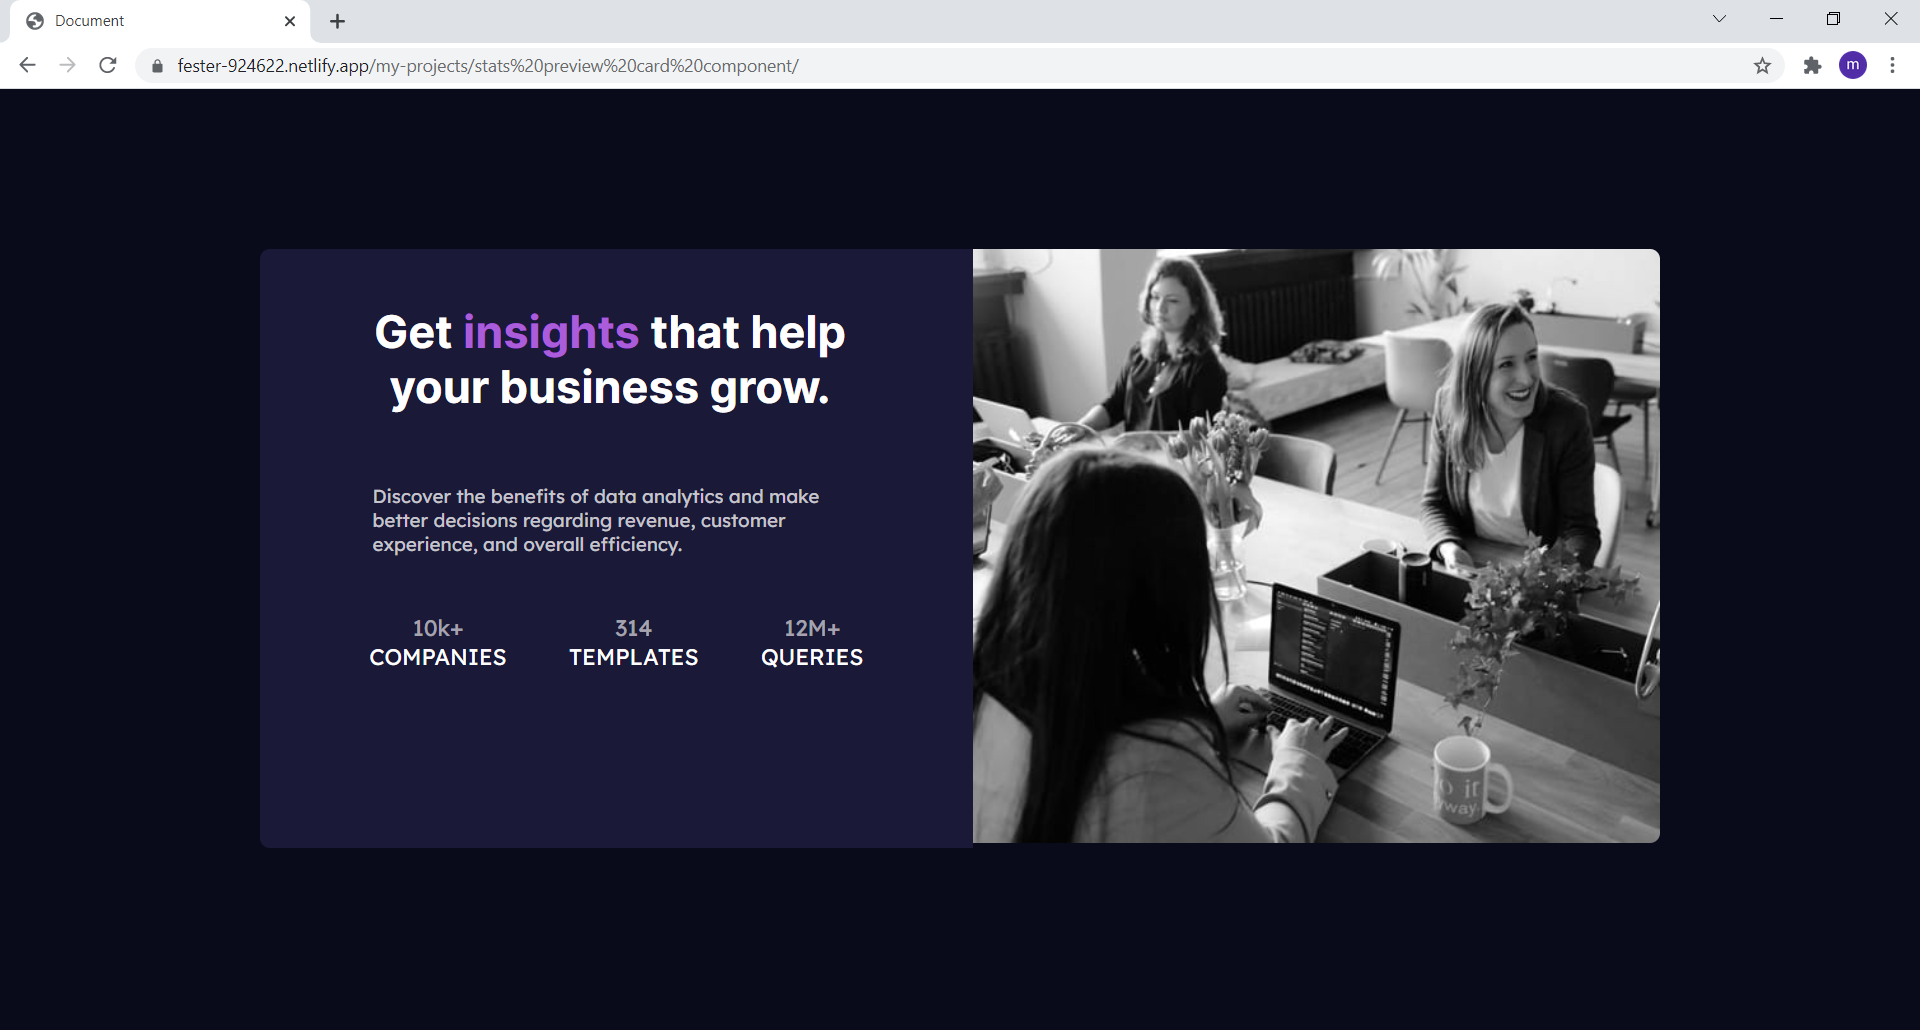 Document
fester-924622.netlify.app/my-projects/stats%20preview%20card%20component/
m
Get insights that help
your business grow.
Discover the benefits of data analytics and make
better decisions regarding revenue, customer
experience, and overall efficiency.
10k+ 314 12M+
COMPANIES TEMPLATES QUERIES
it
way.